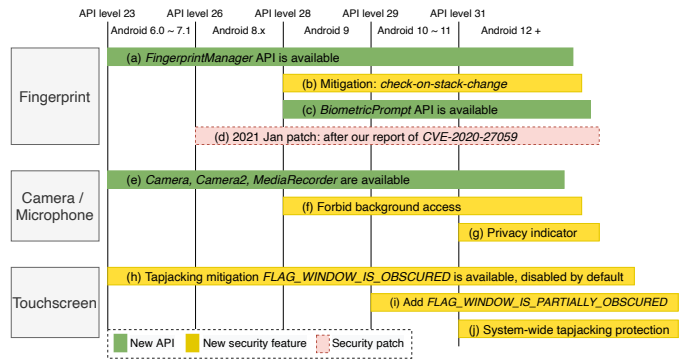 API level 23 API level 26 API level 28 API level 29 API level 31
Android 6.0 ~ 7.1 Android 8.x Android 9 Android 10 ~ 11 Android 12 +
Fingerprint
(a) FingerprintManager API is available
(b) Mitigation: check-on-stack-change
(c) BiometricPrompt API is available
(d) 2021 Jan patch: after our report of CVE-2020-27059
Camera /
Microphone
(e) Camera, Camera2, MediaRecorder are available
(f) Forbid background access
(g) Privacy indicator
Touchscreen
(h) Tapjacking mitigation FLAG_WINDOW_IS_OBSCURED is available, disabled by default
(i) Add FLAG_WINDOW_IS_PARTIALLY_OBSCURED
(j) System-wide tapjacking protection
New API New security feature Security patch